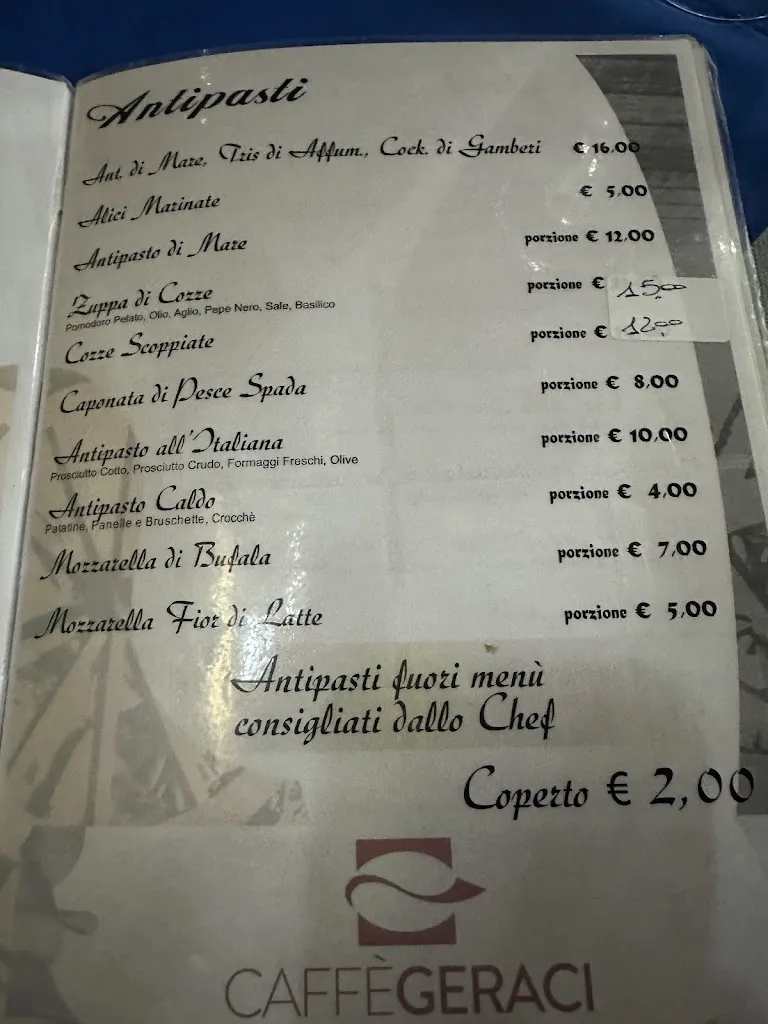 Antipasti
Ant. di Mare, Tris di Affum., Cock. di Gamberi € 16.00
Alici Marinate € 5,00
Antipasto di Mare porzione € 12,00
Zuppa di Cozze porzione € 15,00
Pomodoro Pelato, Olio, Aglio, Pepe Nero, Sale, Basilico
Cozze Scoppiate porzione € 12,00
Caponata di Pesce Spada porzione € 8,00
Antipasto all'Italiana porzione € 10,00
Prosciutto Cotto, Prosciutto Crudo, Formaggi Freschi, Olive
Antipasto Caldo porzione € 4,00
Patatine, Panelle e Bruschette, Crocchè
Mozzarella di Bufala porzione € 7,00
Mozzarella Fior di Latte porzione € 5,00
Antipasti fuori menù
consigliati dallo Chef
Coperto € 2,00
CAFFÈGERACI